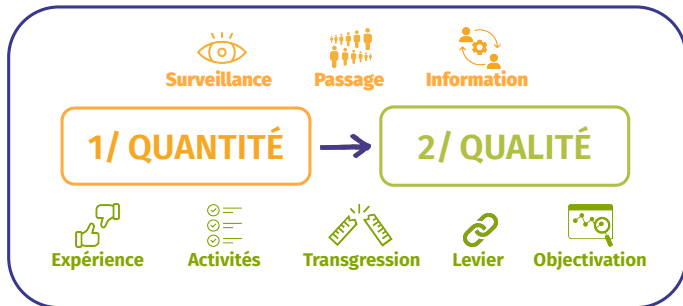 Surveillance
Passage
Information
1/ QUANTITÉ
2/ QUALITÉ
Expérience
Activités
Transgression
Levier
Objectivation